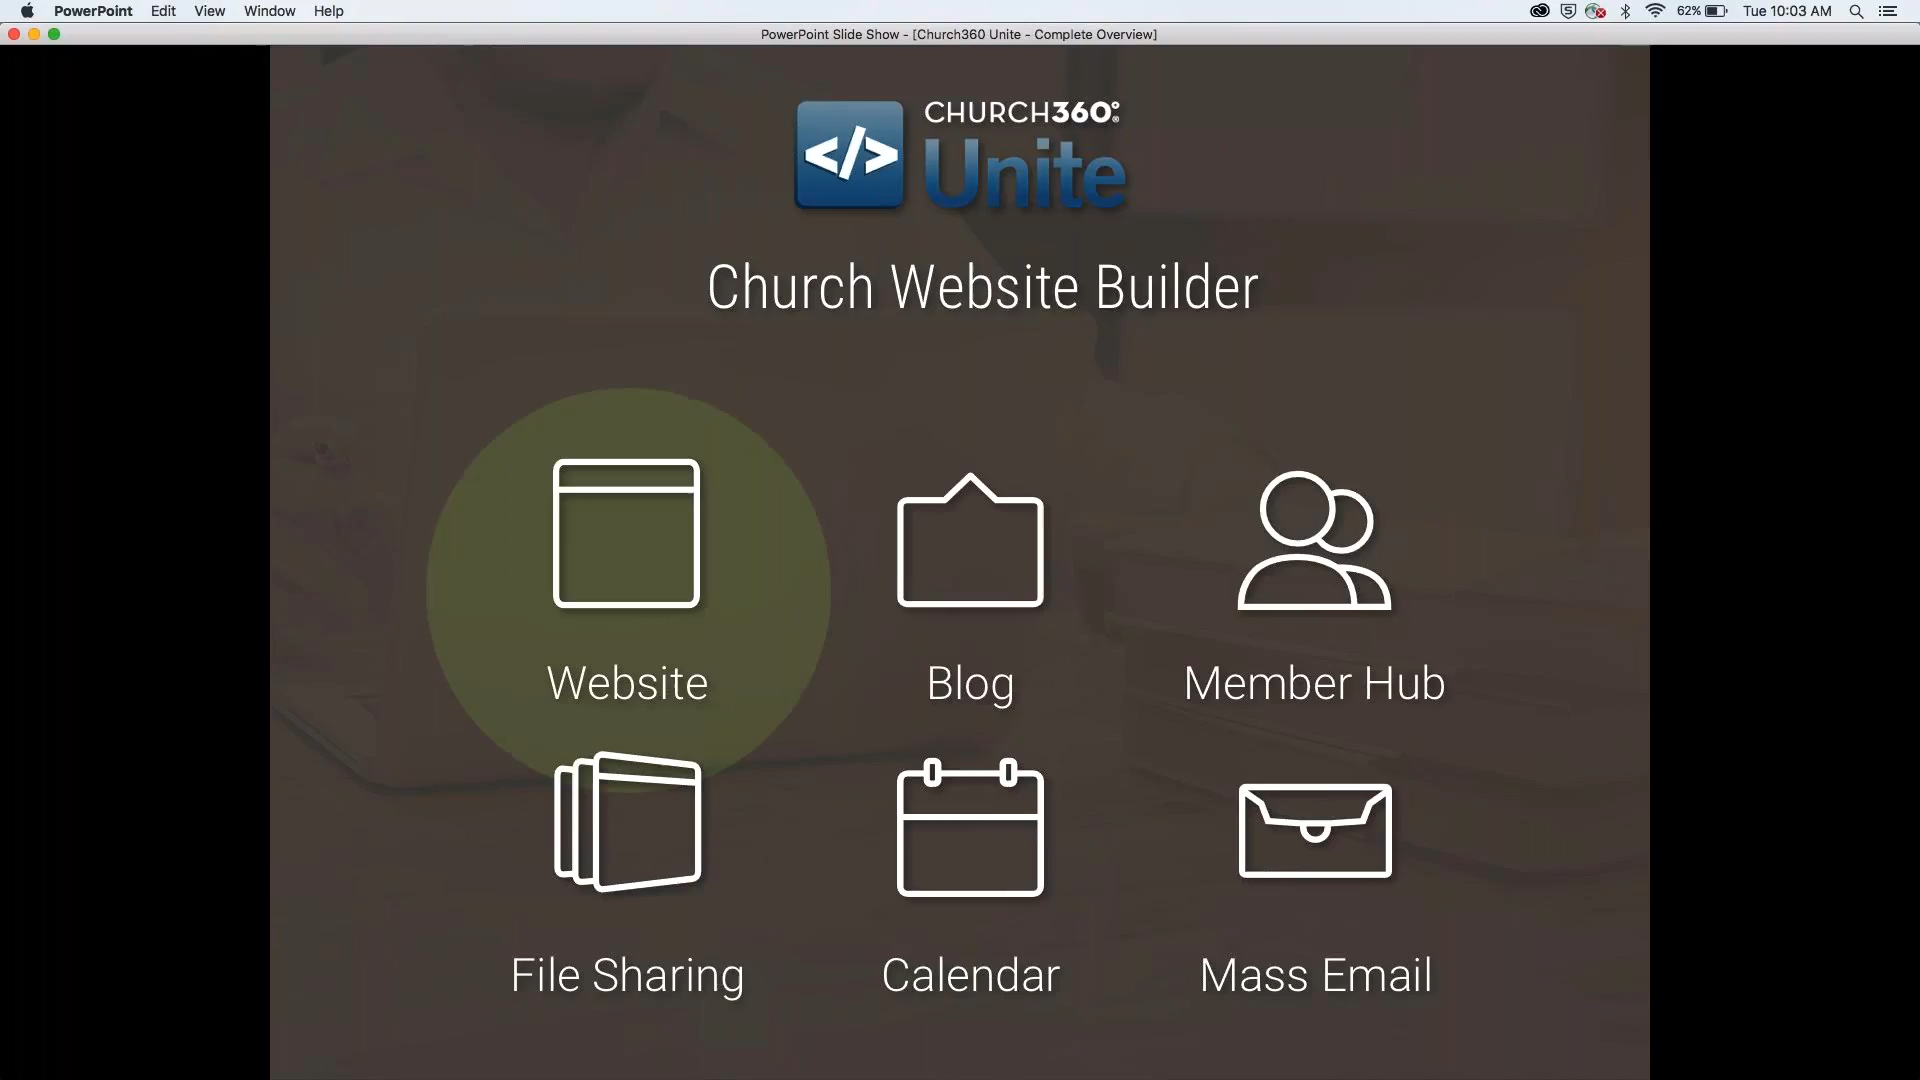 PowerPoint Edit View Window Help 62% Tue 10:03 AM
PowerPoint Slide Show - [Church360 Unite - Complete Overview]
CHURCH360°
Unite
Church Website Builder
Website Blog Member Hub
File Sharing Calendar Mass Email